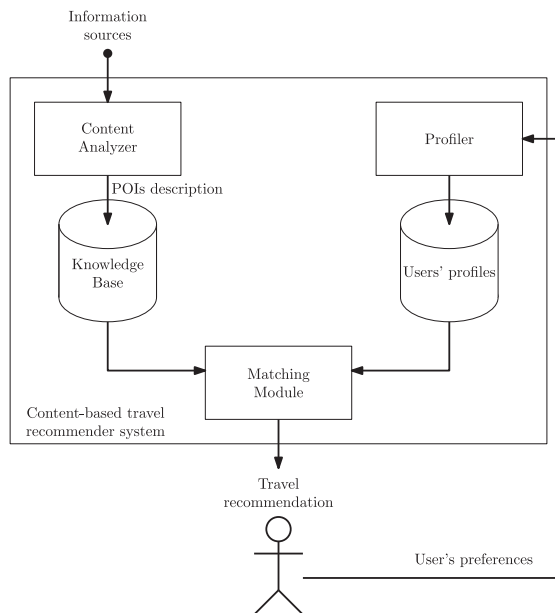 Information
sources
Content
Analyzer
Profiler
POIs description
Knowledge
Base
Users' profiles
Matching
Module
Content-based travel
recommender system
Travel
recommendation
User's preferences